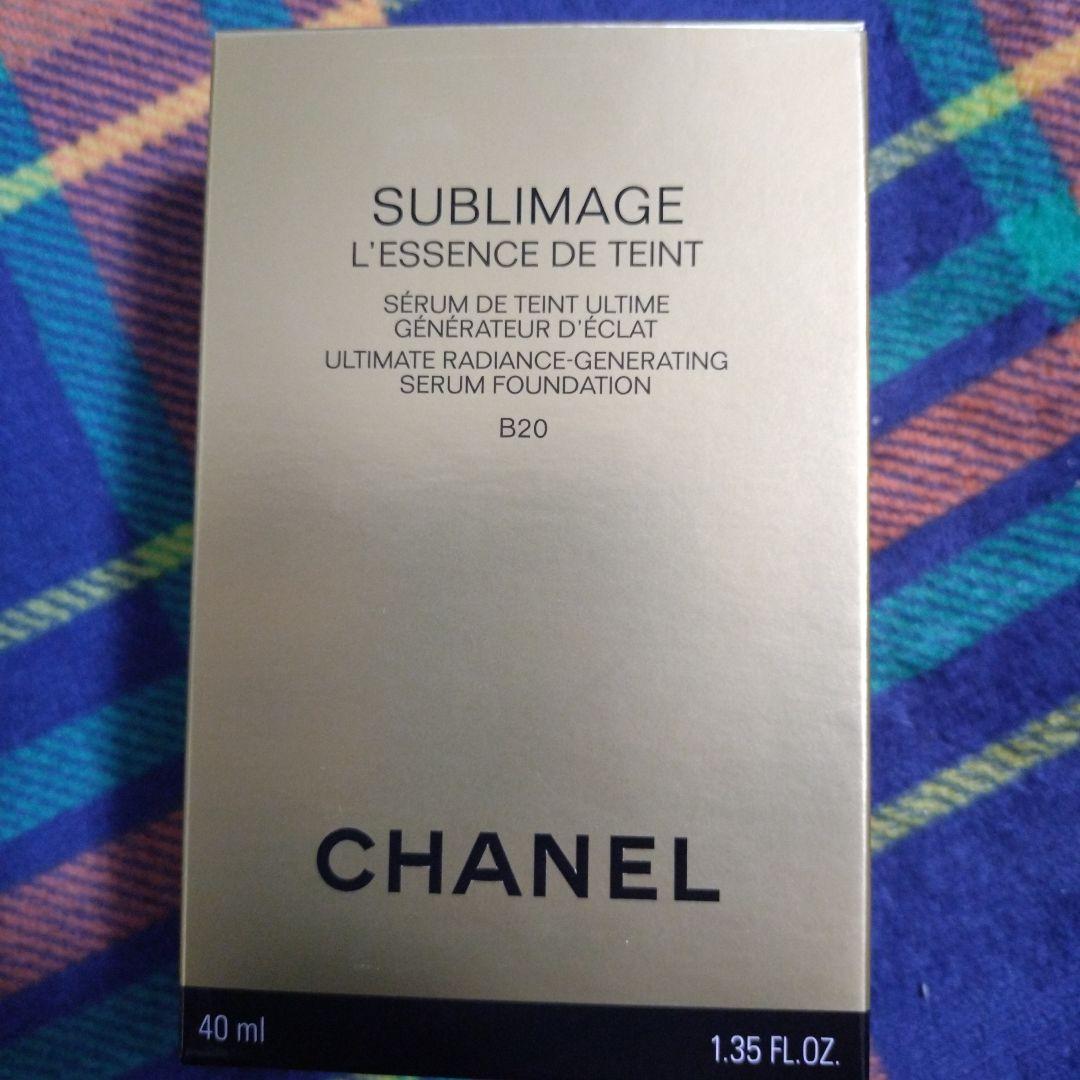 SUBLIMAGE
L'ESSENCE DE TEINT
SÉRUM DE TEINT ULTIME
GÉNÉRATEUR D'ÉCLAT
ULTIMATE RADIANCE-GENERATING
SERUM FOUNDATION
B20
CHANEL
40 ml
1.35 FL.OZ.